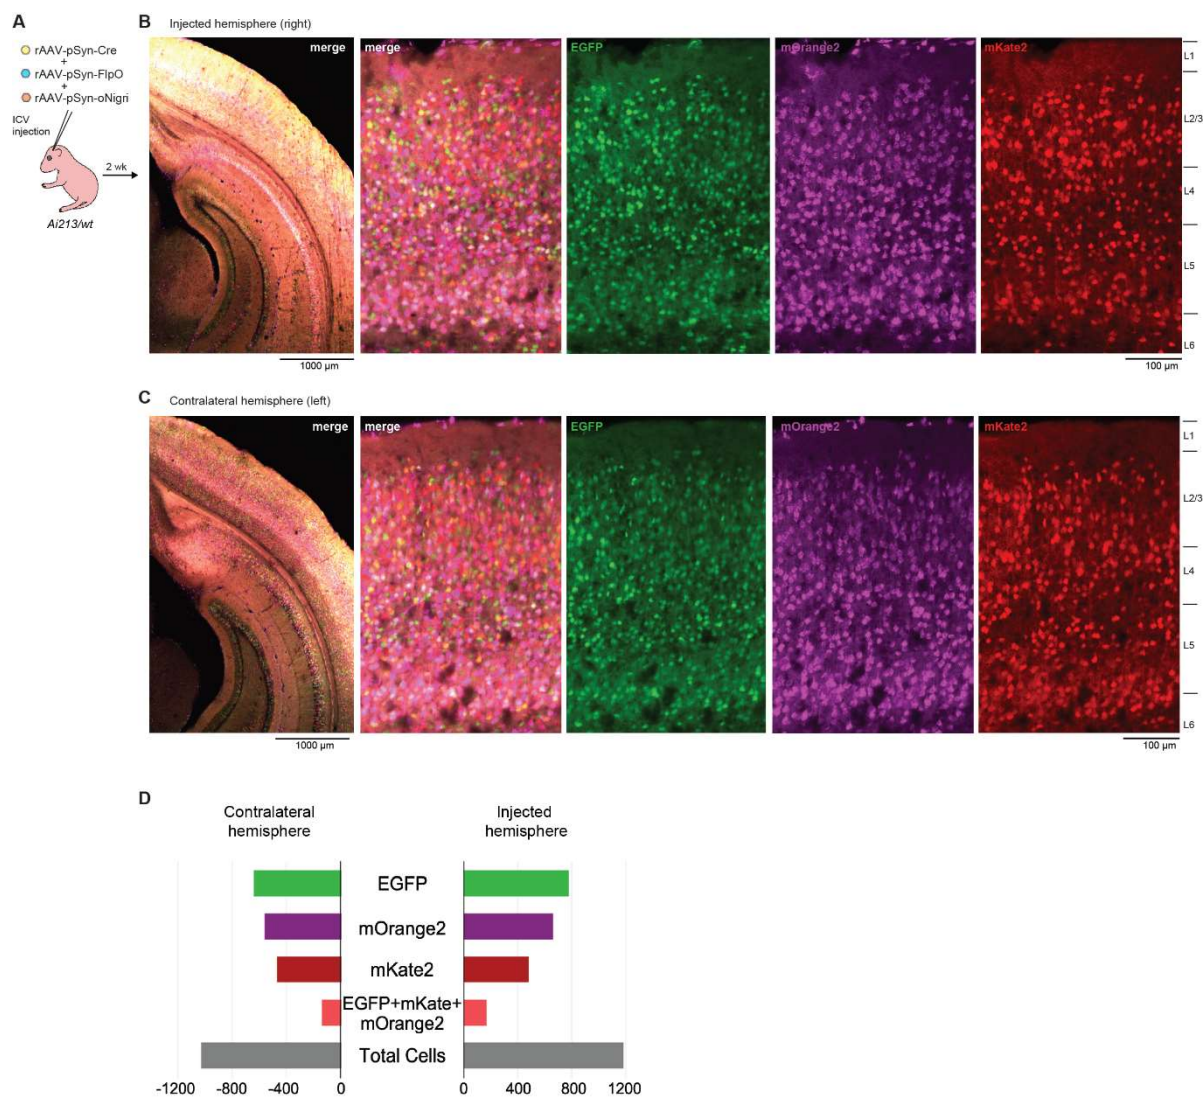 A
rAAV-pSyn-Cre
+
rAAV-pSyn-FlpO
+
rAAV-pSyn-oNigri
ICV
injection
2 wk
Ai213/wt
B
Injected hemisphere (right)
merge
merge
EGFP
mOrange2
mKate2
L1
L2/3
L4
L5
L6
1000 µm
100 µm
C
Contralateral hemisphere (left)
merge
merge
EGFP
mOrange2
mKate2
L1
L2/3
L4
L5
L6
1000 µm
100 µm
D
Contralateral
hemisphere
Injected
hemisphere
EGFP
mOrange2
mKate2
EGFP+mKate+
mOrange2
Total Cells
-1200 -800 -400 0
0 400 800 1200